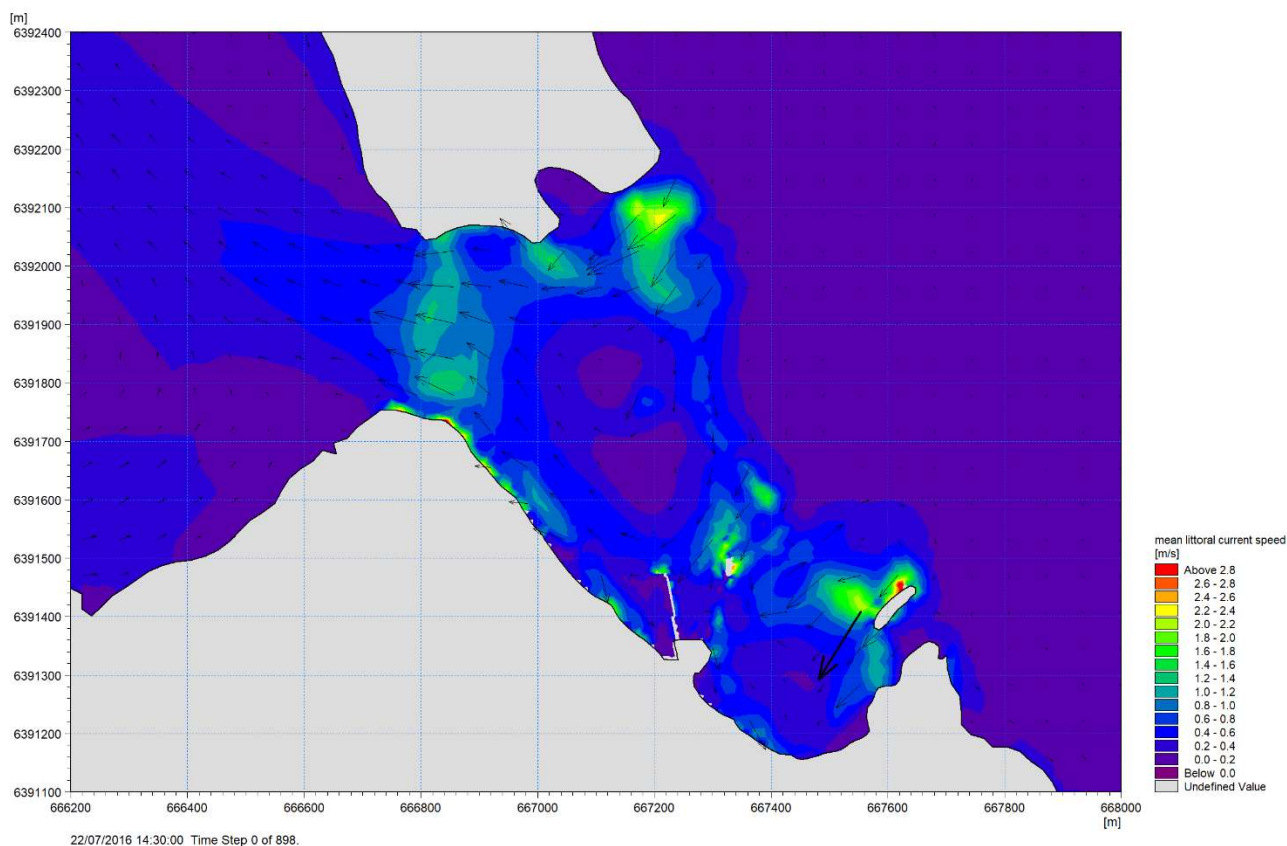 [m]
6392400
6392300
6392200
6392100
6392000
6391900
6391800
6391700
6391600
6391500
6391400
6391300
6391200
6391100
666200 666400 666600 666800 667000 667200 667400 667600 667800 668000
[m]
mean littoral current speed
[m/s]
Above 2.8
2.6 - 2.8
2.4 - 2.6
2.2 - 2.4
2.0 - 2.2
1.8 - 2.0
1.6 - 1.8
1.4 - 1.6
1.2 - 1.4
1.0 - 1.2
0.8 - 1.0
0.6 - 0.8
0.4 - 0.6
0.2 - 0.4
0.0 - 0.2
Below 0.0
Undefined Value
22/07/2016 14:30:00 Time Step 0 of 898.